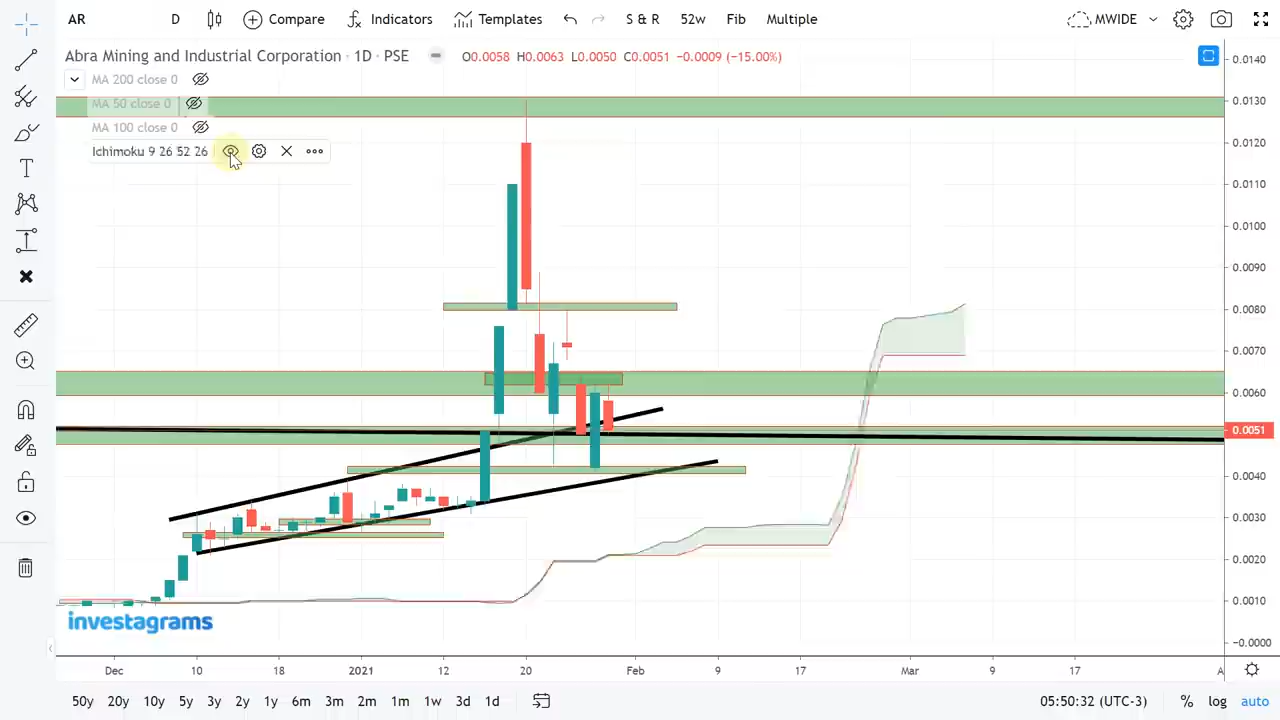 AR D Compare Indicators Templates S & R 52w Fib Multiple MWIDE
Abra Mining and Industrial Corporation · 1D · PSE O0.0058 H0.0063 L0.0050 C0.0051 −0.0009 (−15.00%)
MA 200 close 0
MA 50 close 0
MA 100 close 0
Ichimoku 9 26 52 26
0.0140
0.0130
0.0120
0.0110
0.0100
0.0090
0.0080
0.0070
0.0060
0.0051
0.0040
0.0030
0.0020
0.0010
−0.0000
investagrams
Dec 10 18 2021 12 20 Feb 9 17 Mar 9 17 A
50y 20y 10y 5y 3y 2y 1y 6m 3m 2m 1m 1w 3d 1d 05:50:32 (UTC-3) % log auto